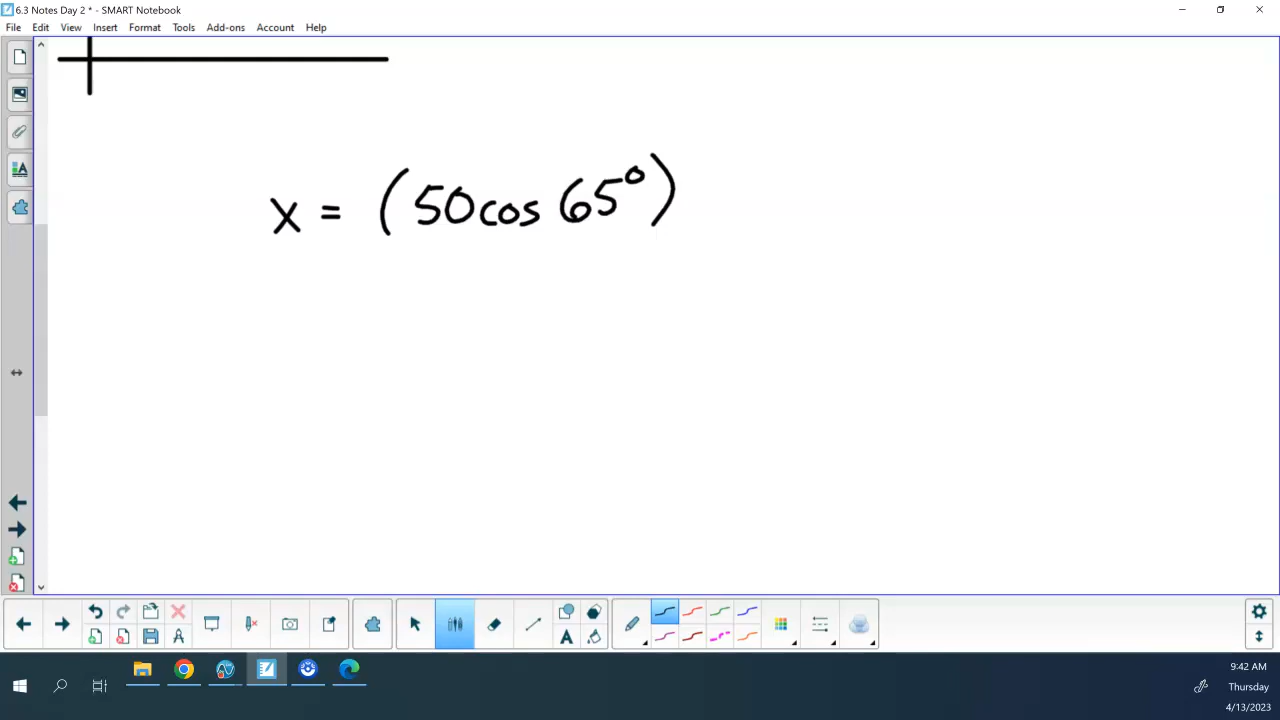 6.3 Notes Day 2 * - SMART Notebook
File Edit View Insert Format Tools Add-ons Account Help
x = (50cos 65°)
9:42 AM
Thursday
4/13/2023